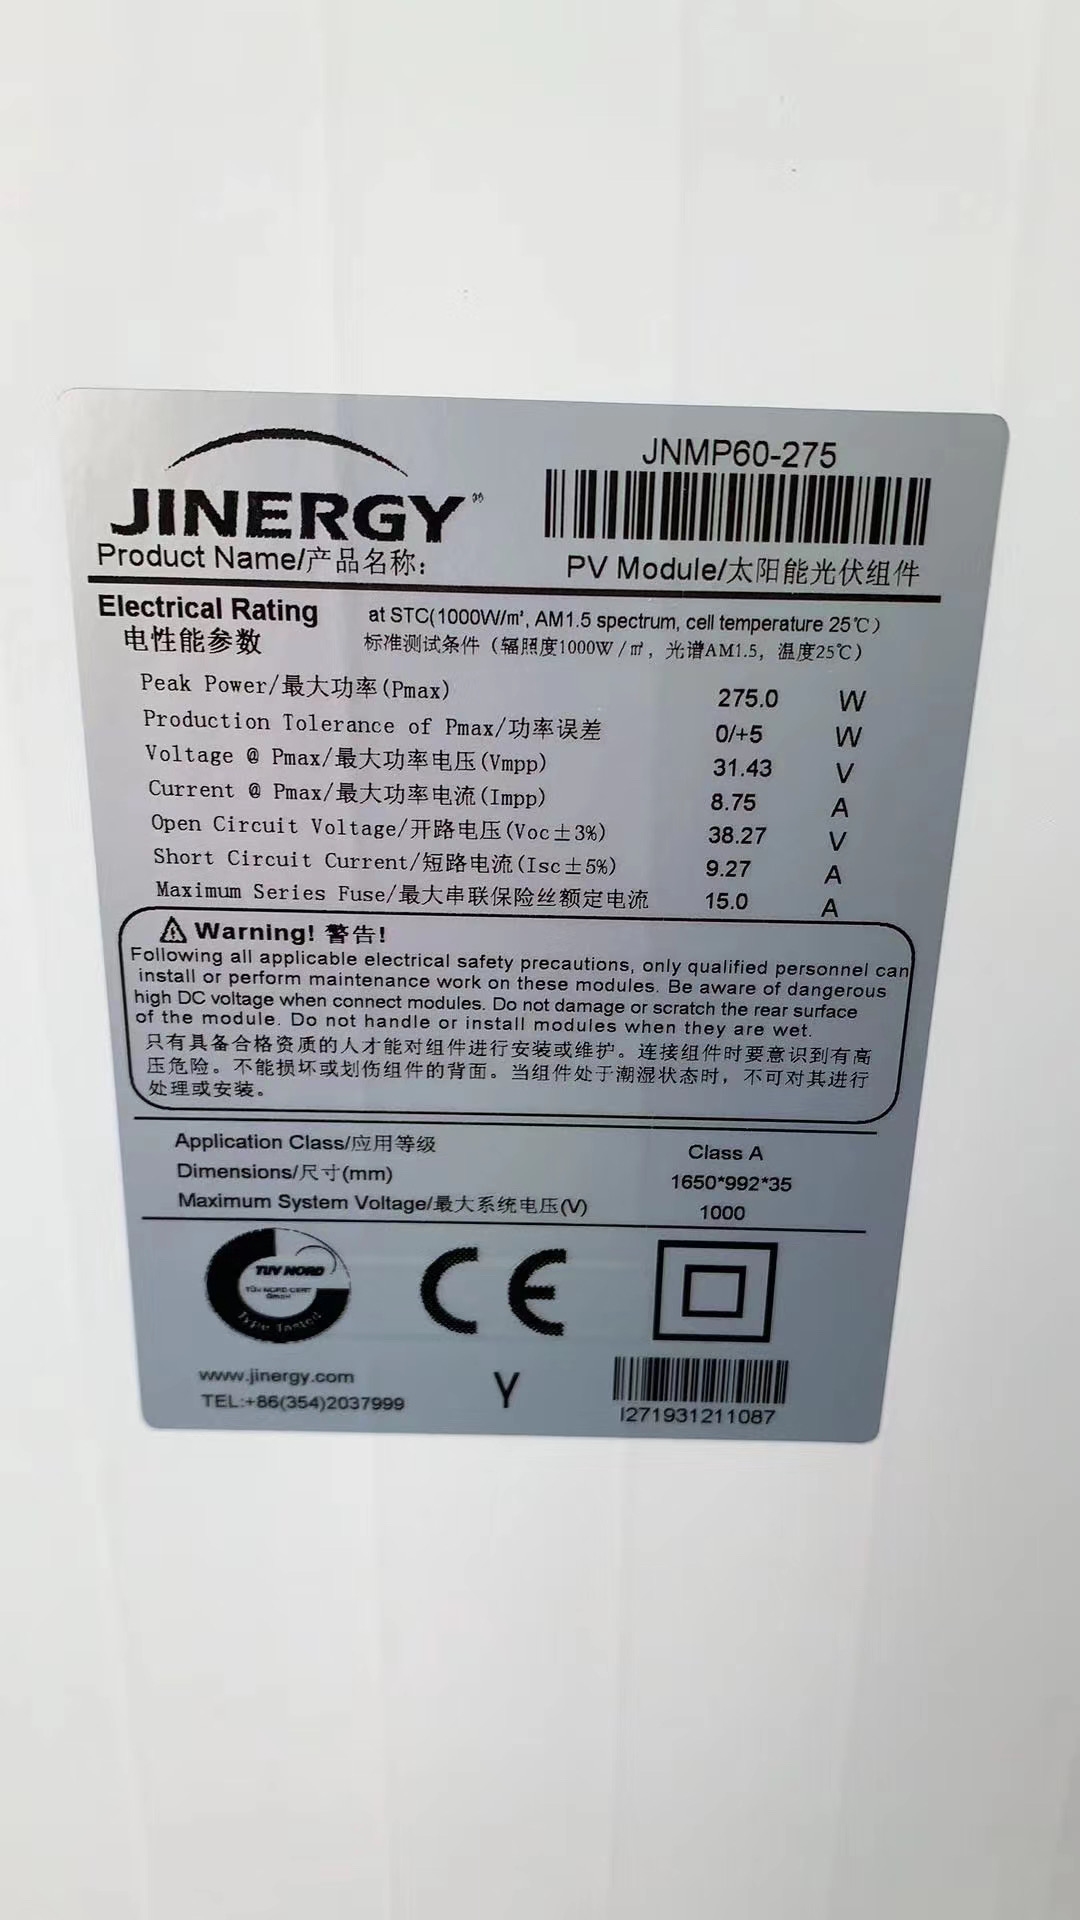 JNMP60-275
JINERGY
Product Name/产品名称:
PV Module/太阳能光伏组件
Electrical Rating
at STC(1000W/㎡, AM1.5 spectrum, cell temperature 25℃)
电性能参数
标准测试条件 (辐照度1000W/㎡, 光谱AM1.5, 温度25℃)
Peak Power/最大功率(Pmax) 275.0 W
Production Tolerance of Pmax/功率误差 0/+5 W
Voltage @ Pmax/最大功率电压(Vmpp) 31.43 V
Current @ Pmax/最大功率电流(Impp) 8.75 A
Open Circuit Voltage/开路电压(Voc±3%) 38.27 V
Short Circuit Current/短路电流(Isc±5%) 9.27 A
Maximum Series Fuse/最大串联保险丝额定电流 15.0 A
Warning! 警告!
Following all applicable electrical safety precautions, only qualified personnel can
install or perform maintenance work on these modules. Be aware of dangerous
high DC voltage when connect modules. Do not damage or scratch the rear surface
of the module. Do not handle or install modules when they are wet.
只有具备合格资质的人才能对组件进行安装或维护。连接组件时要意识到有高
压危险。不能损坏或划伤组件的背面。当组件处于潮湿状态时，不可对其进行
处理或安装。
Application Class/应用等级 Class A
Dimensions/尺寸(mm) 1650*992*35
Maximum System Voltage/最大系统电压(V) 1000
TUV NORD
TÜV NORD CERT
GmbH
Type Tested
CE
www.jinergy.com
TEL:+86(354)2037999
Y
I271931211087